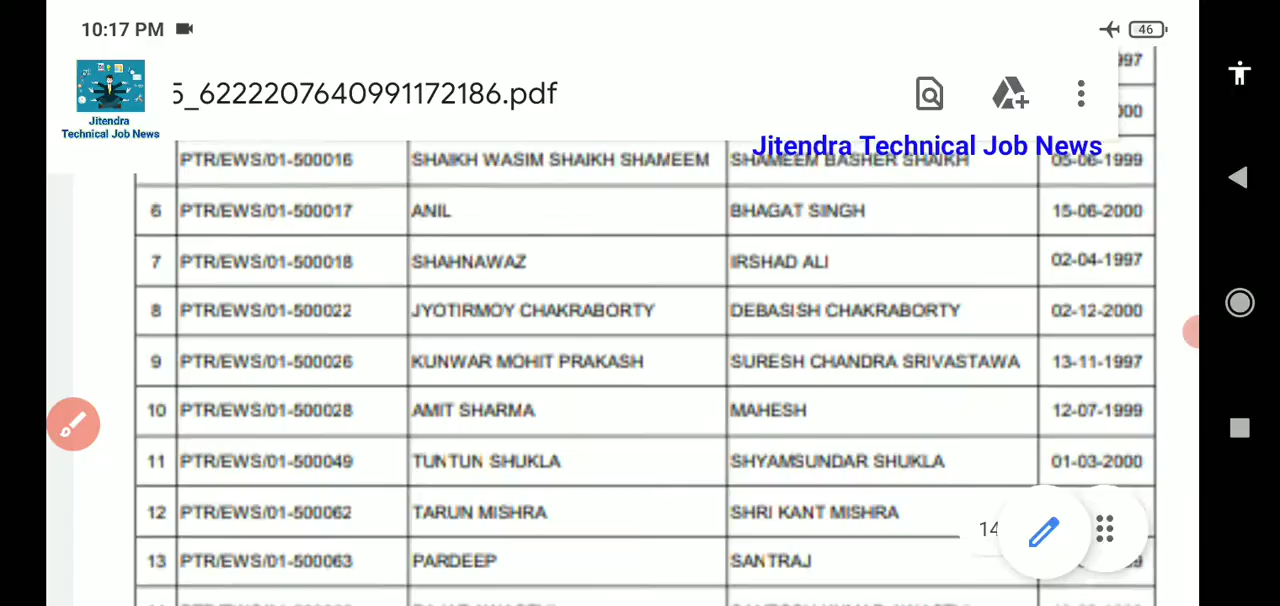 10:17 PM 46
5_6222207640991172186.pdf
Jitendra
Technical Job News
Jitendra Technical Job News
PTR/EWS/01-500016 SHAIKH WASIM SHAIKH SHAMEEM SHAMEEM BASHER SHAIKH 05-06-1999
6 PTR/EWS/01-500017 ANIL BHAGAT SINGH 15-06-2000
7 PTR/EWS/01-500018 SHAHNAWAZ IRSHAD ALI 02-04-1997
8 PTR/EWS/01-500022 JYOTIRMOY CHAKRABORTY DEBASISH CHAKRABORTY 02-12-2000
9 PTR/EWS/01-500026 KUNWAR MOHIT PRAKASH SURESH CHANDRA SRIVASTAWA 13-11-1997
10 PTR/EWS/01-500028 AMIT SHARMA MAHESH 12-07-1999
11 PTR/EWS/01-500049 TUNTUN SHUKLA SHYAMSUNDAR SHUKLA 01-03-2000
12 PTR/EWS/01-500062 TARUN MISHRA SHRI KANT MISHRA
14
13 PTR/EWS/01-500063 PARDEEP SANTRAJ